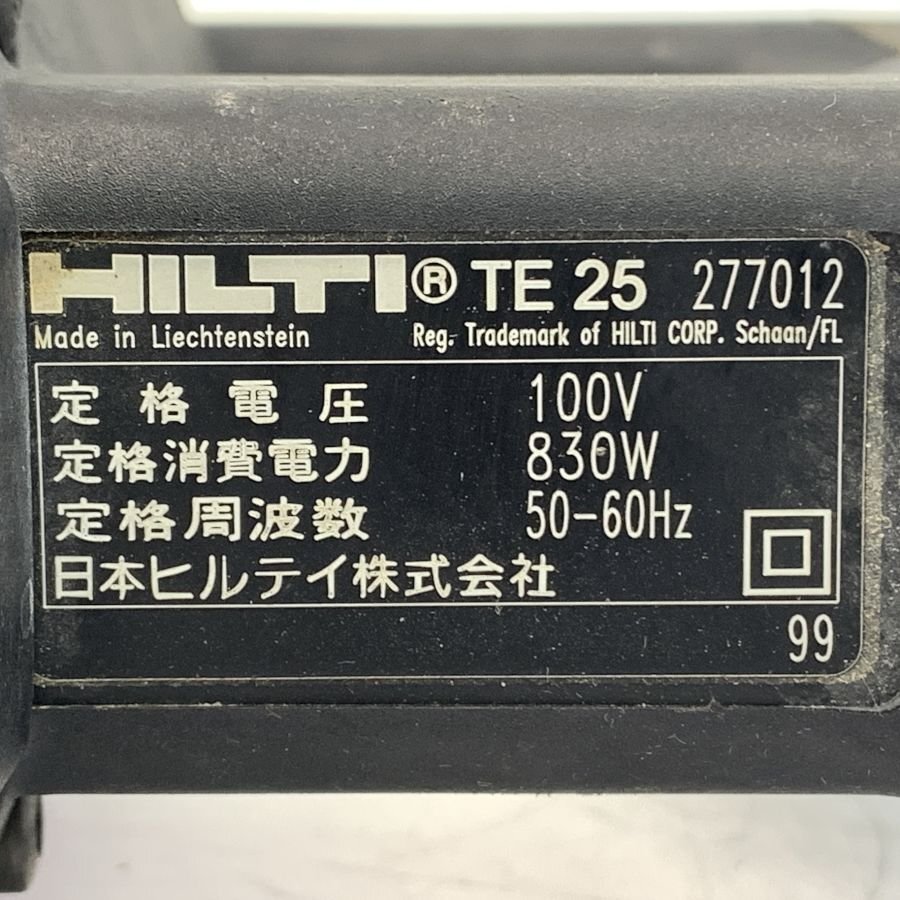 HILTI® TE 25 277012
Made in Liechtenstein Reg. Trademark of HILTI CORP. Schaan/FL
定格電圧 100V
定格消費電力 830W
定格周波数 50-60Hz
日本ヒルテイ株式会社
99